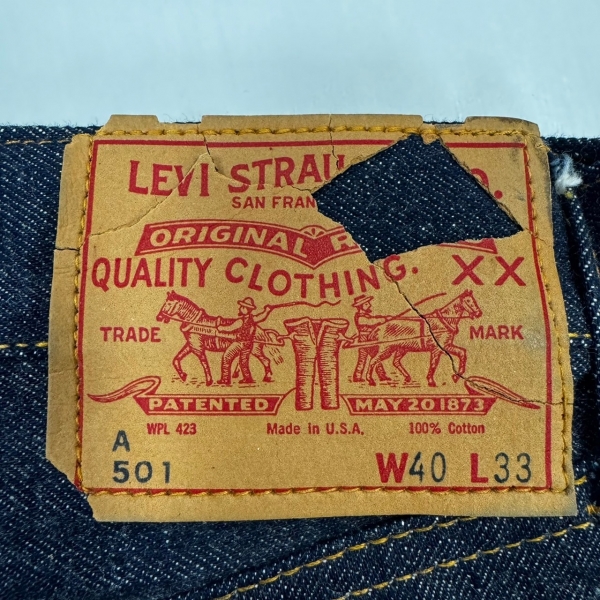 LEVI STRAU O.
SAN FRAN
ORIGINAL R
QUALITY CLOTHING. XX
TRADE MARK
PATENTED MAY 20 1873
WPL 423 Made in U.S.A. 100% Cotton
A
501 W40 L33